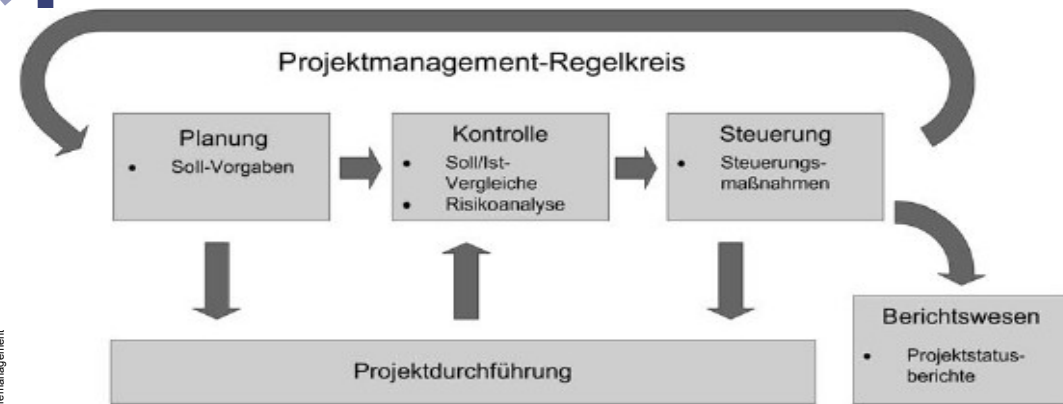 Projektmanagement-Regelkreis
Planung
• Soll-Vorgaben
Kontrolle
• Soll/Ist-
Vergleiche
• Risikoanalyse
Steuerung
• Steuerungs-
maßnahmen
Berichtswesen
• Projektstatus-
berichte
Projektdurchführung